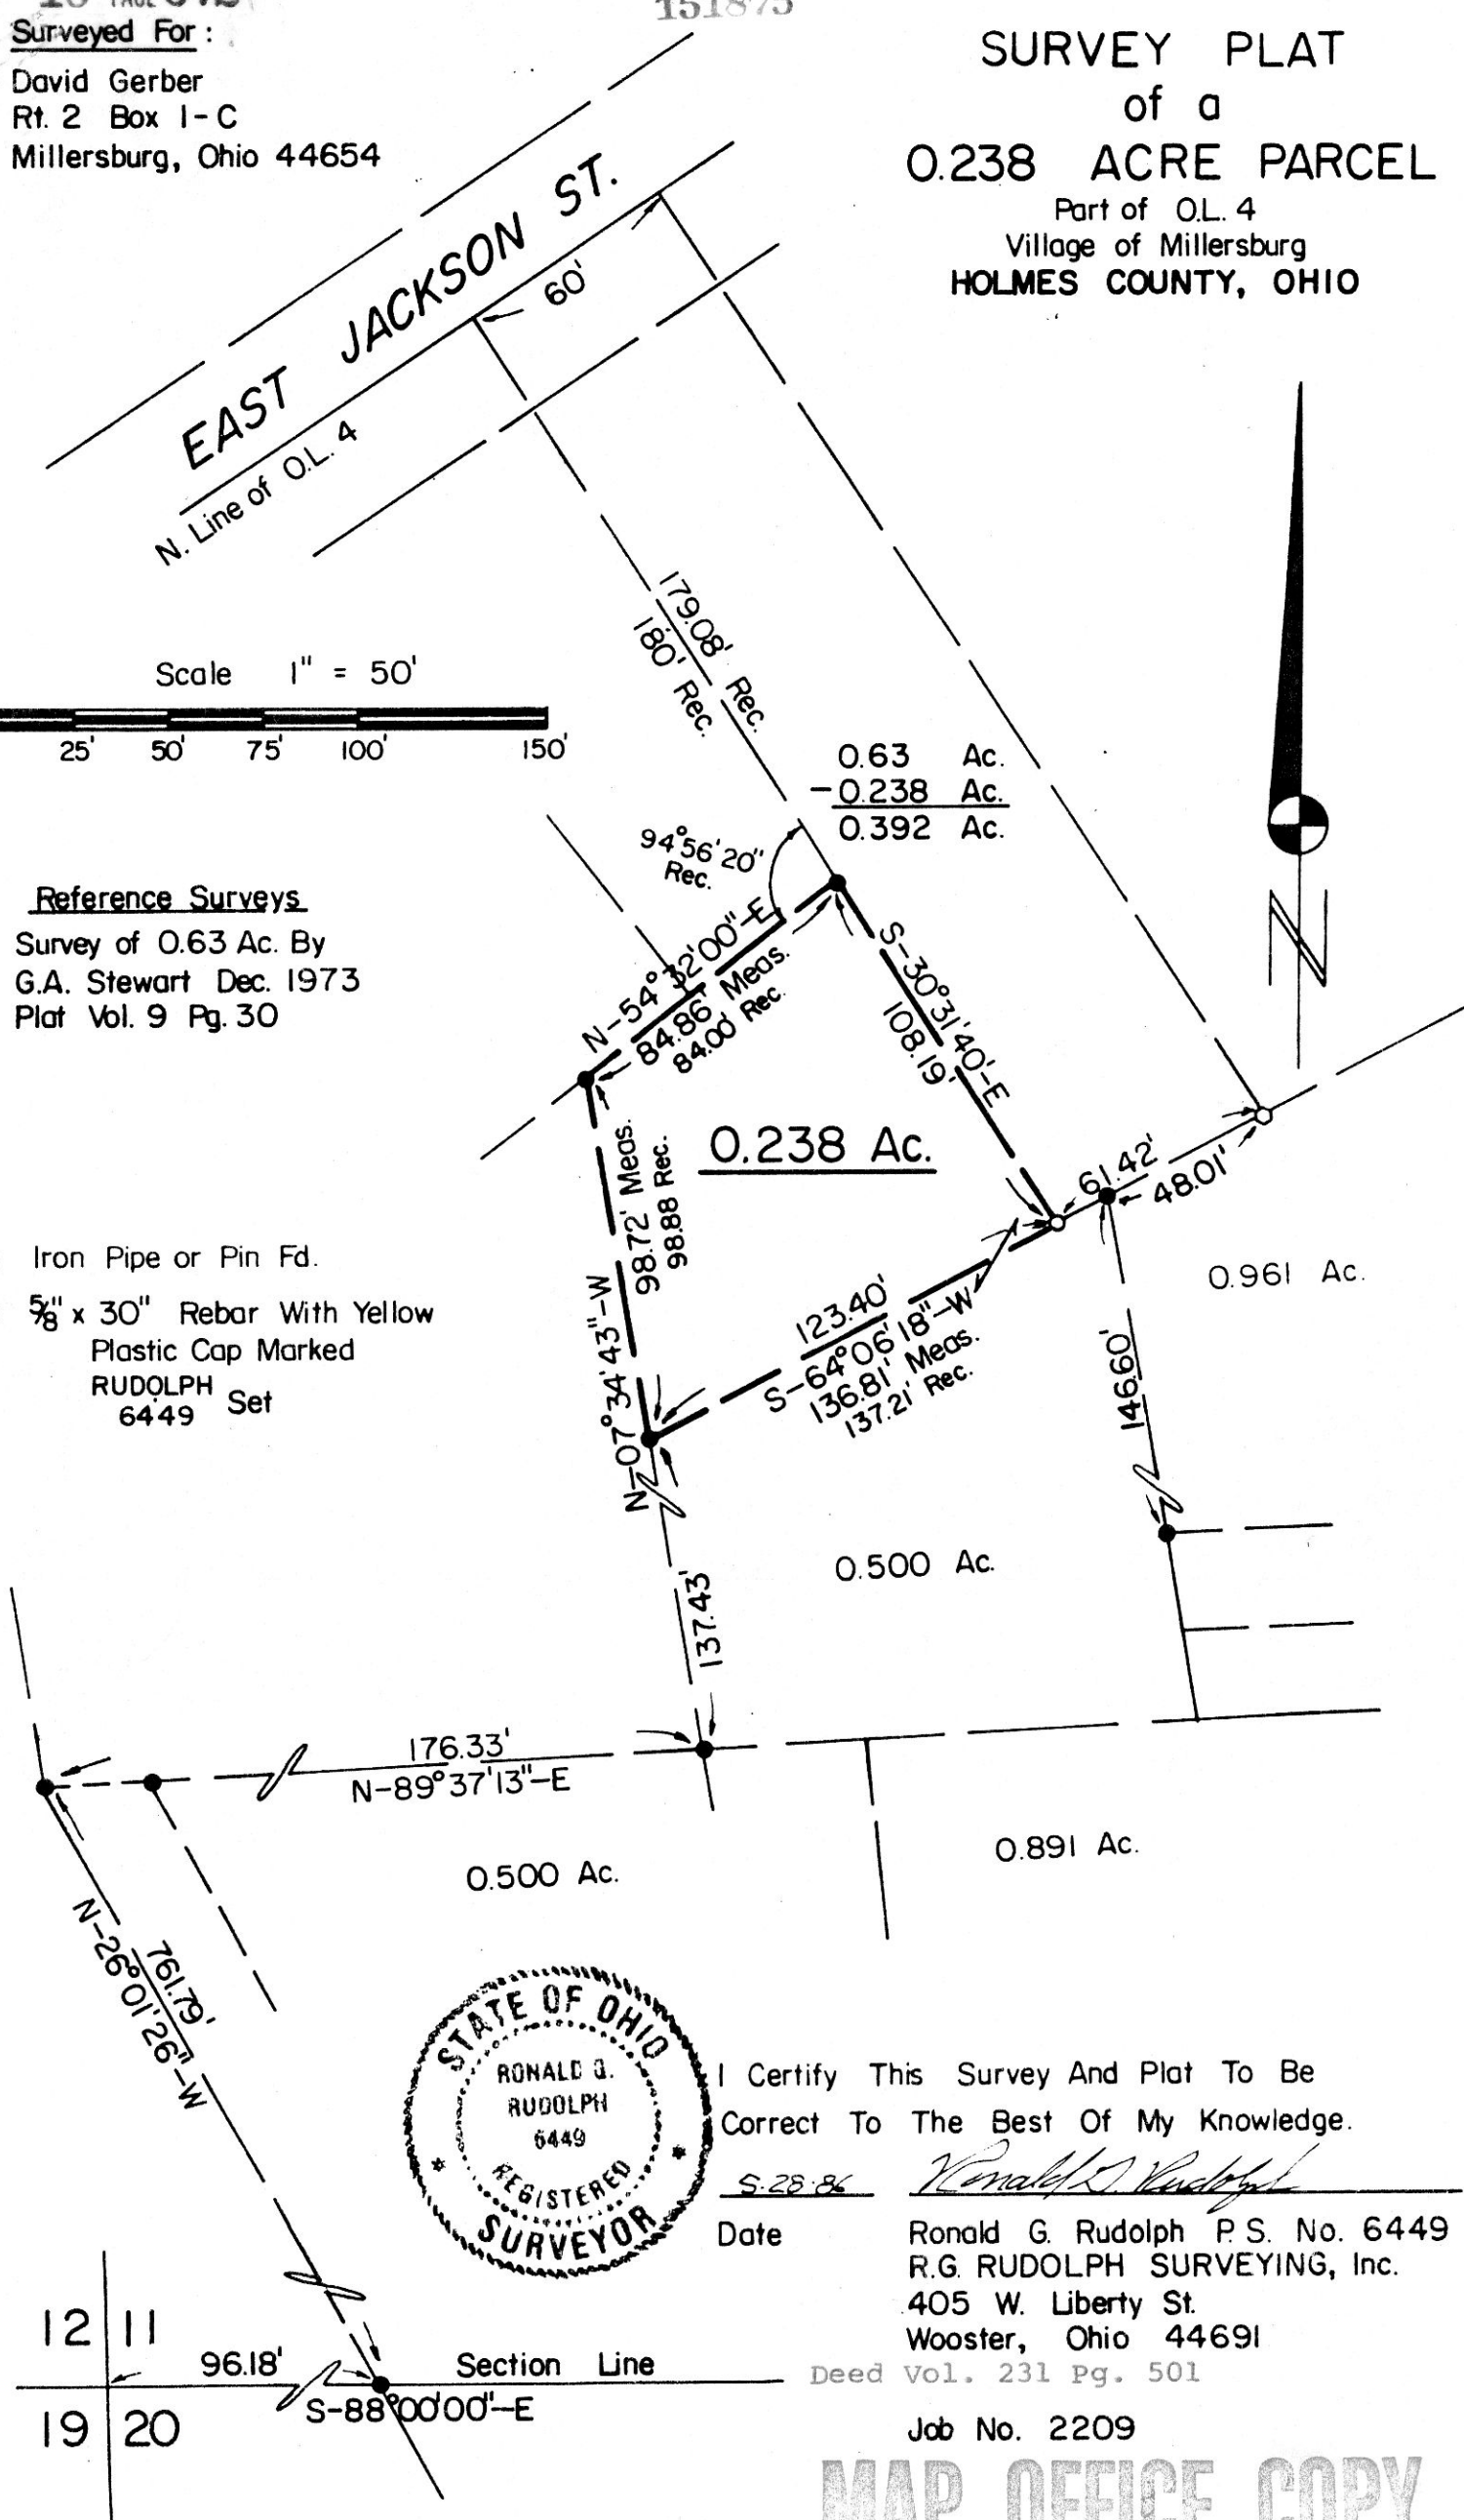 151875
Surveyed For:
David Gerber
Rt. 2 Box 1-C
Millersburg, Ohio 44654
SURVEY PLAT
of a
0.238 ACRE PARCEL
Part of O.L. 4
Village of Millersburg
HOLMES COUNTY, OHIO
EAST JACKSON ST.
60'
N. Line of O.L. 4
179.08' Rec.
180' Rec.
Scale 1" = 50'
25' 50' 75' 100' 150'
0.63 Ac.
-0.238 Ac.
0.392 Ac.
94°56'20"
Rec.
Reference Surveys
Survey of 0.63 Ac. By
G.A. Stewart Dec. 1973
Plat Vol. 9 Pg. 30
N-54°32'00"-E
84.86' Meas.
84.00' Rec.
S-30°31'40"-E
108.19'
N
0.238 Ac.
98.72' Meas.
98.88 Rec.
N-07°34'43"-W
61.42'
48.01'
Iron Pipe or Pin Fd.
5/8" x 30" Rebar With Yellow
Plastic Cap Marked
RUDOLPH
6449 Set
123.40'
S-64°06'18"-W
136.81' Meas.
137.21' Rec.
0.961 Ac.
146.60'
0.500 Ac.
137.43'
176.33'
N-89°37'13"-E
0.500 Ac.
0.891 Ac.
761.79'
N-26°01'26"-W
STATE OF OHIO
RONALD G.
RUDOLPH
6449
REGISTERED
SURVEYOR
I Certify This Survey And Plat To Be
Correct To The Best Of My Knowledge.
5-28-86 Ronald G. Rudolph
Date
Ronald G. Rudolph P.S. No. 6449
R.G. RUDOLPH SURVEYING, Inc.
405 W. Liberty St.
Wooster, Ohio 44691
Deed Vol. 231 Pg. 501
Job No. 2209
12 11
96.18' Section Line
S-88°00'00"-E
19 20
MAP OFFICE COPY